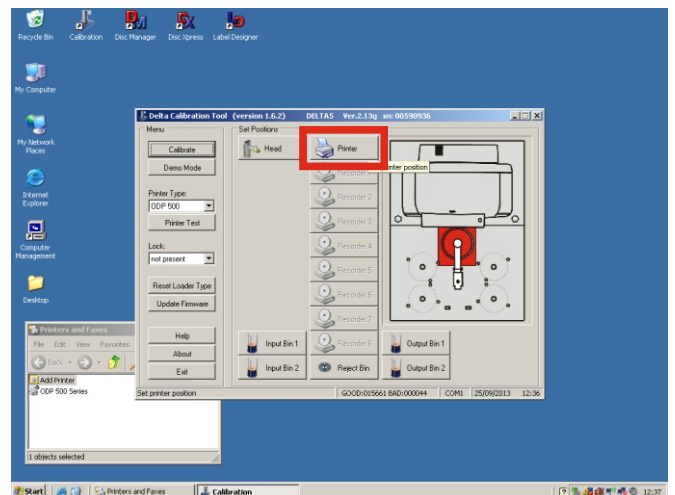 Recycle Bin
Calibration
Disc Manager
Disc Xpress
Label Designer
My Computer
My Network
Places
Internet
Explorer
Computer
Management
Desktop
Delta Calibration Tool (version 1.6.2) DELTA5 Ver.2.13g sn: 00590936
Menu
Calibrate
Demo Mode
Printer Type:
ODP 500
Printer Test
Lock:
not present
Reset Loader Type
Update Firmware
Help
About
Exit
Set Positions
Head
Printer
inter position
Recorder 2
Recorder 3
Recorder 4
Recorder 5
Recorder 6
Recorder 7
Input Bin 1
Recorder 8
Output Bin 1
Input Bin 2
Reject Bin
Output Bin 2
Set printer position
GOOD:015661 BAD:000044
COM1
25/09/2013
12:36
Printers and Faxes
File Edit View Favorites
Back
Add Printer
ODP 500 Series
1 objects selected
Start
Printers and Faxes
Calibration
12:37